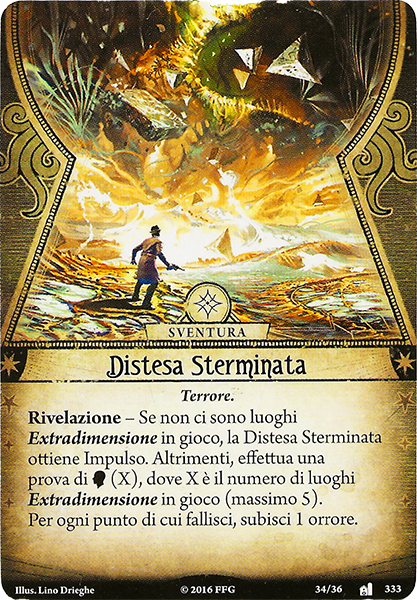 SVENTURA
Distesa Sterminata
Terrore.
Rivelazione – Se non ci sono luoghi
Extradimensione in gioco, la Distesa Sterminata
ottiene Impulso. Altrimenti, effettua una
prova di (X), dove X è il numero di luoghi
Extradimensione in gioco (massimo 5).
Per ogni punto di cui fallisci, subisci 1 orrore.
Illus. Lino Drieghe © 2016 FFG 34/36 333